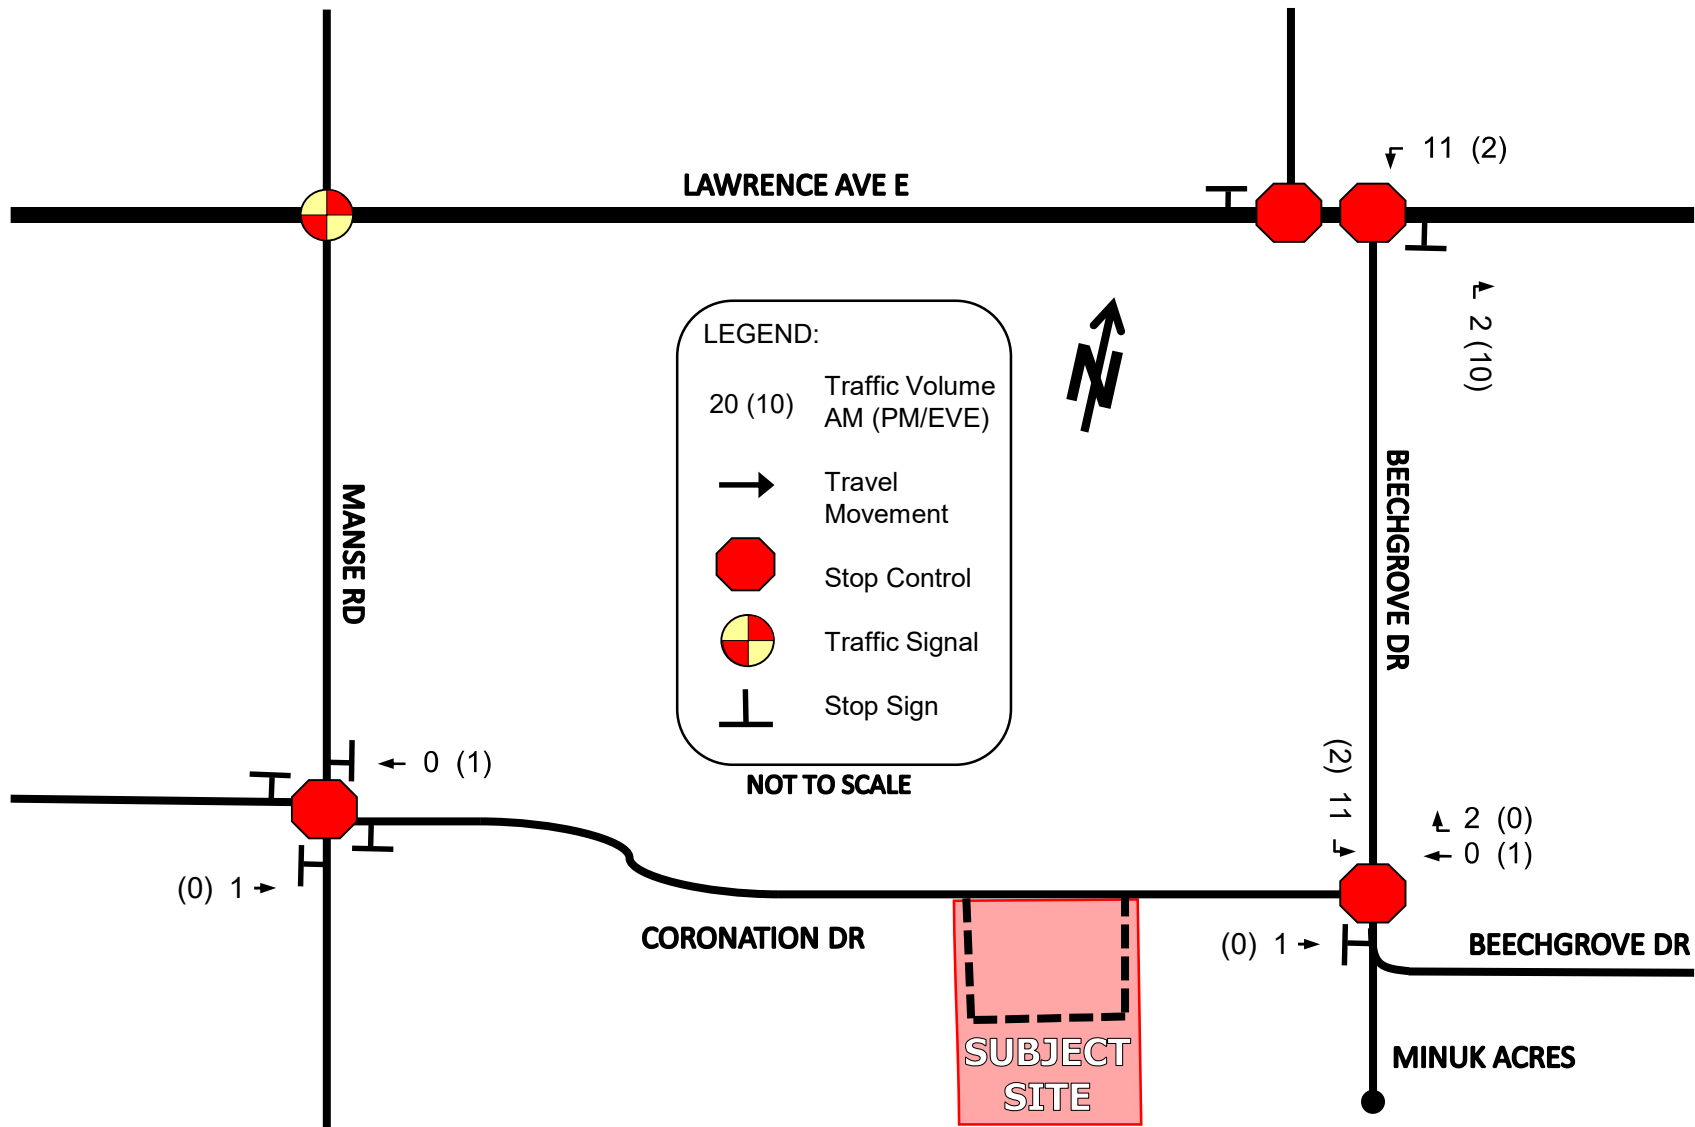 11 (2)
LAWRENCE AVE E
2 (10)
LEGEND:
20 (10)
Traffic Volume
AM (PM/EVE)
Travel
Movement
Stop Control
Traffic Signal
Stop Sign
NOT TO SCALE
N
MANSE RD
BEECHGROVE DR
0 (1)
(0) 1
(2) 11
2 (0)
0 (1)
CORONATION DR
(0) 1
BEECHGROVE DR
SUBJECT
SITE
MINUK ACRES